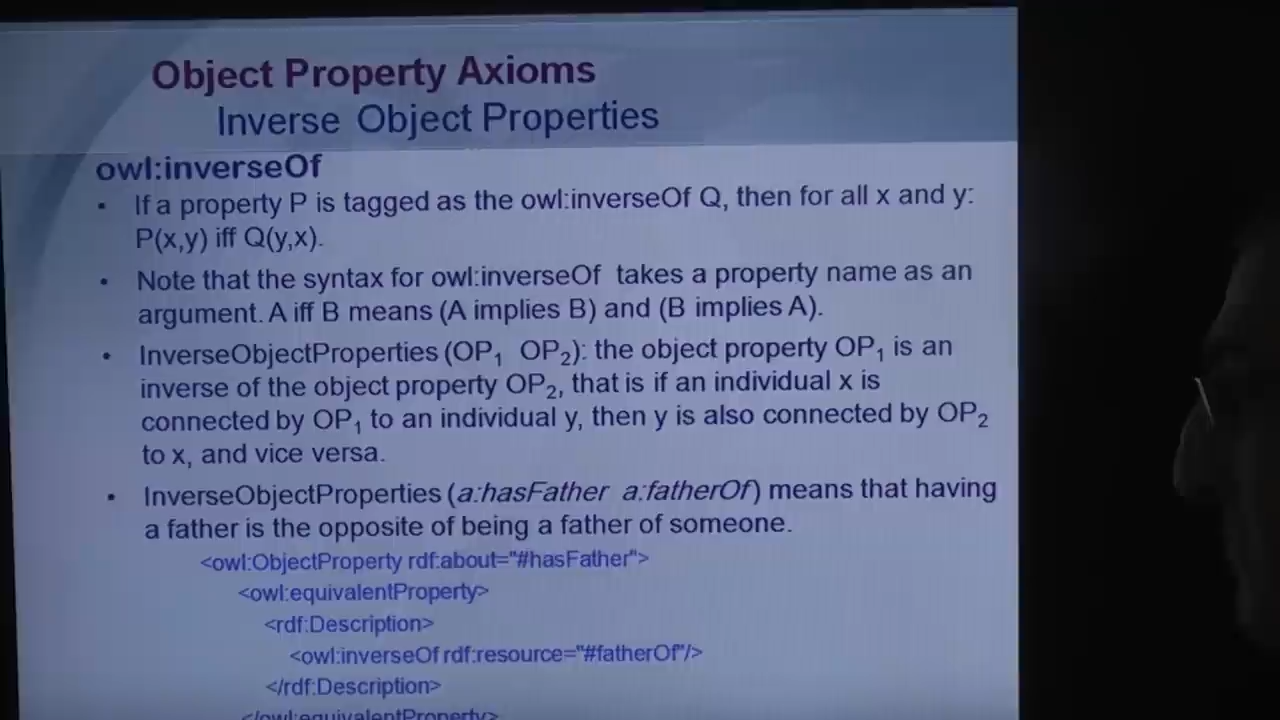 Object Property Axioms
Inverse Object Properties
owl:inverseOf
• If a property P is tagged as the owl:inverseOf Q, then for all x and y:
P(x,y) iff Q(y,x).
• Note that the syntax for owl:inverseOf takes a property name as an
argument. A iff B means (A implies B) and (B implies A).
• InverseObjectProperties (OP₁ OP₂): the object property OP₁ is an
inverse of the object property OP₂, that is if an individual x is
connected by OP₁ to an individual y, then y is also connected by OP₂
to x, and vice versa.
• InverseObjectProperties (a:hasFather a:fatherOf) means that having
a father is the opposite of being a father of someone.
<owl:ObjectProperty rdf:about="#hasFather">
<owl:equivalentProperty>
<rdf:Description>
<owl:inverseOf rdf:resource="#fatherOf"/>
</rdf:Description>
</owl:equivalentProperty>